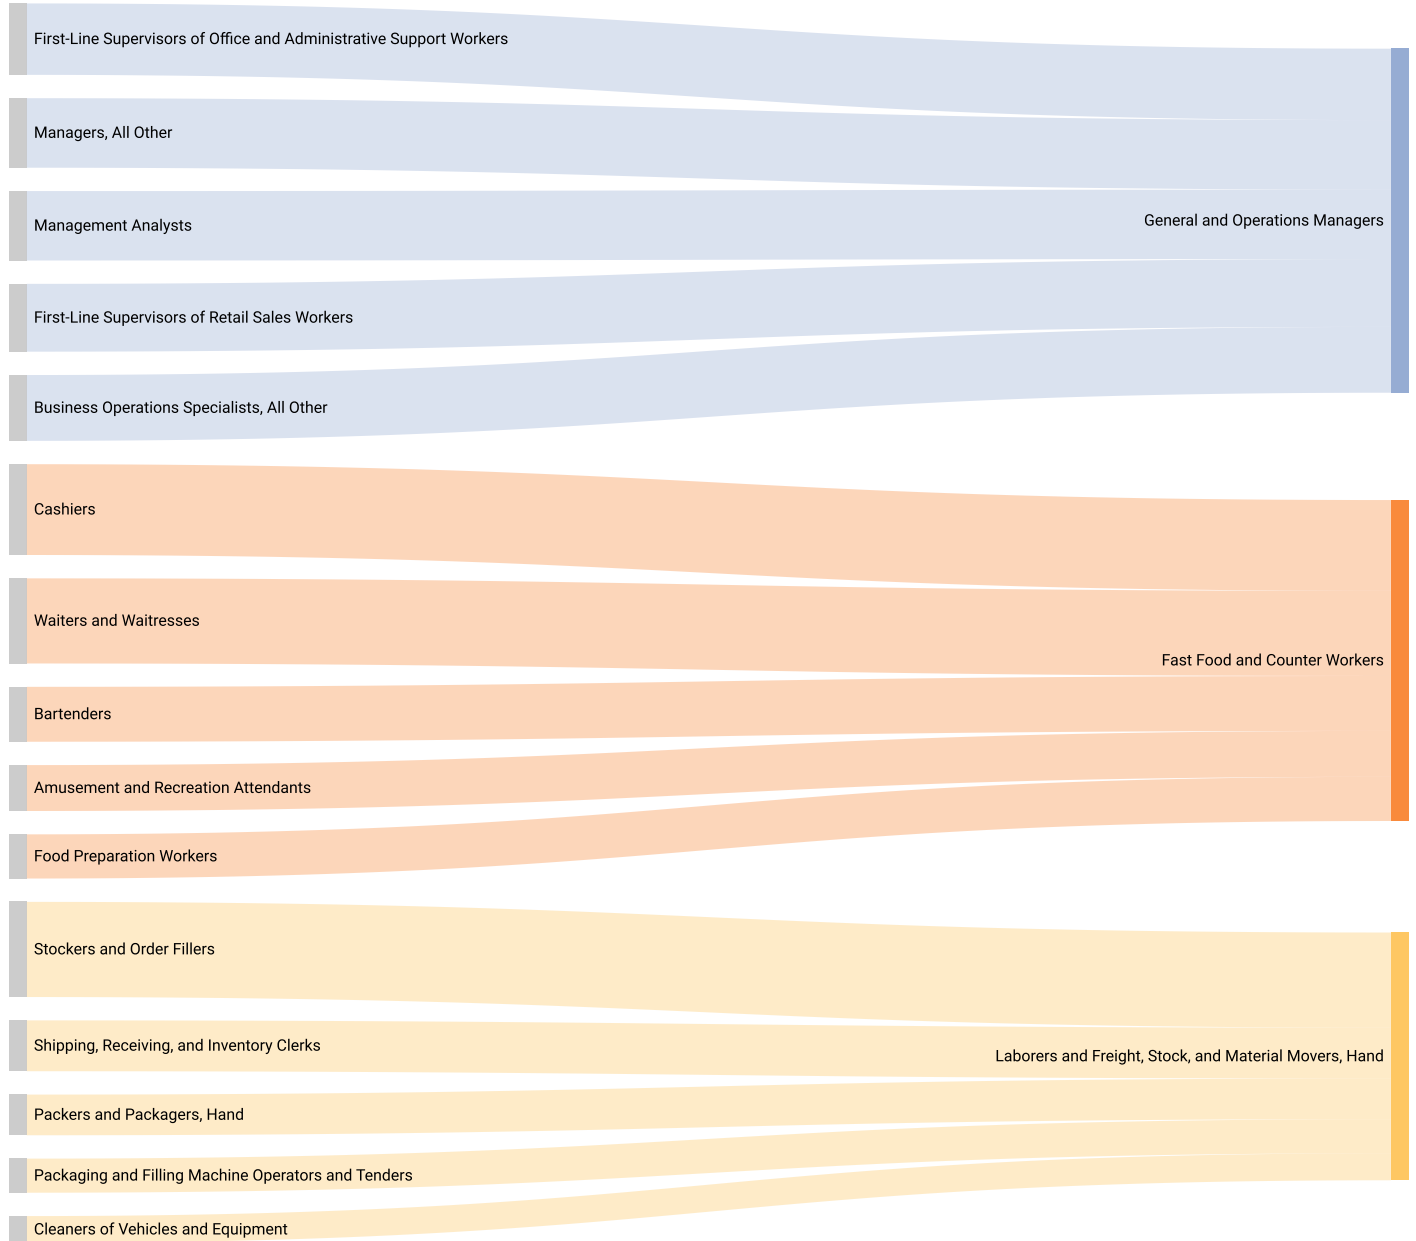 First-Line Supervisors of Office and Administrative Support Workers
Managers, All Other
Management Analysts
General and Operations Managers
First-Line Supervisors of Retail Sales Workers
Business Operations Specialists, All Other
Cashiers
Waiters and Waitresses
Fast Food and Counter Workers
Bartenders
Amusement and Recreation Attendants
Food Preparation Workers
Stockers and Order Fillers
Shipping, Receiving, and Inventory Clerks
Laborers and Freight, Stock, and Material Movers, Hand
Packers and Packagers, Hand
Packaging and Filling Machine Operators and Tenders
Cleaners of Vehicles and Equipment